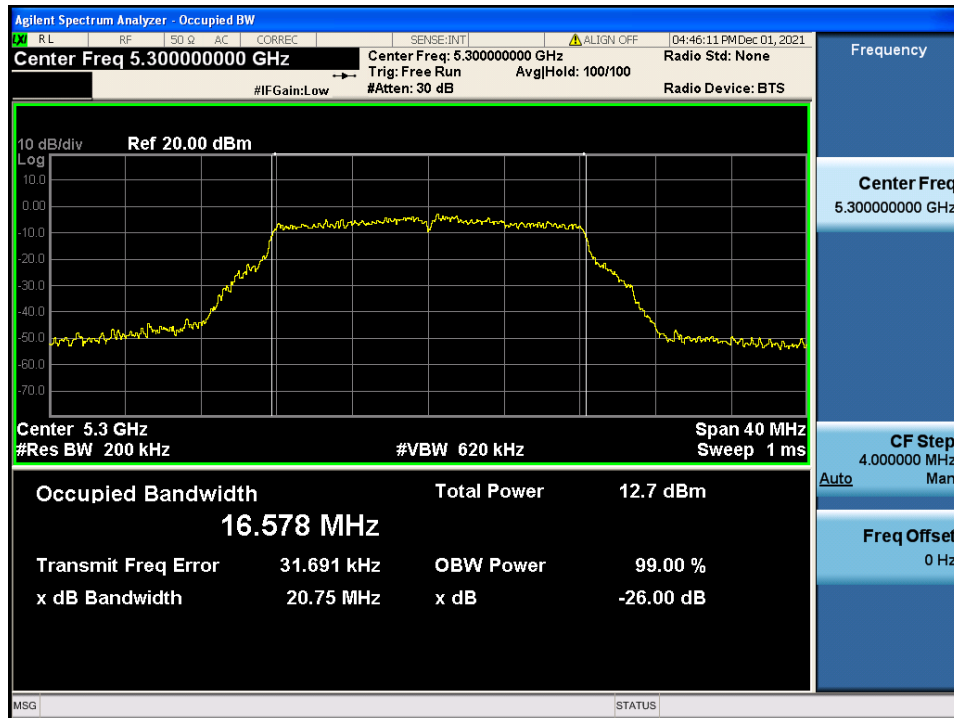 Agilent Spectrum Analyzer - Occupied BW
LXI RL RF 50 Ω AC CORREC SENSE:INT ALIGN OFF 04:46:11 PM Dec 01, 2021
Center Freq 5.300000000 GHz
Center Freq: 5.300000000 GHz Radio Std: None
Trig: Free Run Avg|Hold: 100/100
#IFGain:Low #Atten: 30 dB Radio Device: BTS
10 dB/div Ref 20.00 dBm
Log
10.0
0.00
-10.0
-20.0
-30.0
-40.0
-50.0
-60.0
-70.0
Center 5.3 GHz Span 40 MHz
#Res BW 200 kHz #VBW 620 kHz Sweep 1 ms
Occupied Bandwidth Total Power 12.7 dBm
16.578 MHz
Transmit Freq Error 31.691 kHz OBW Power 99.00 %
x dB Bandwidth 20.75 MHz x dB -26.00 dB
MSG STATUS
Frequency
Center Freq
5.300000000 GHz
CF Step
4.000000 MHz
Auto Man
Freq Offset
0 Hz